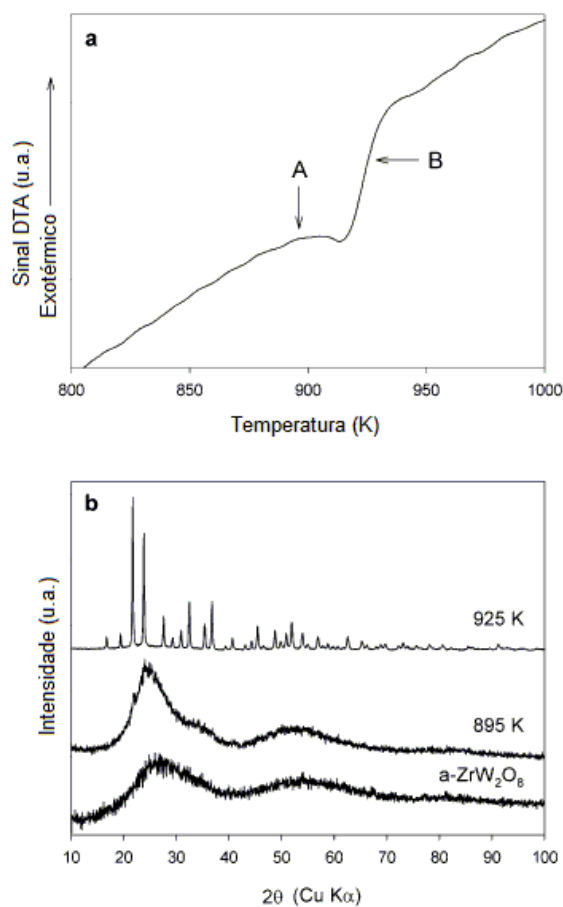 a
Sinal DTA (u.a.)
Exotérmico
A
B
800
850
900
950
1000
Temperatura (K)
b
Intensidade (u.a.)
925 K
895 K
a-ZrW₂O₈
10
20
30
40
50
60
70
80
90
100
2θ (Cu Kα)